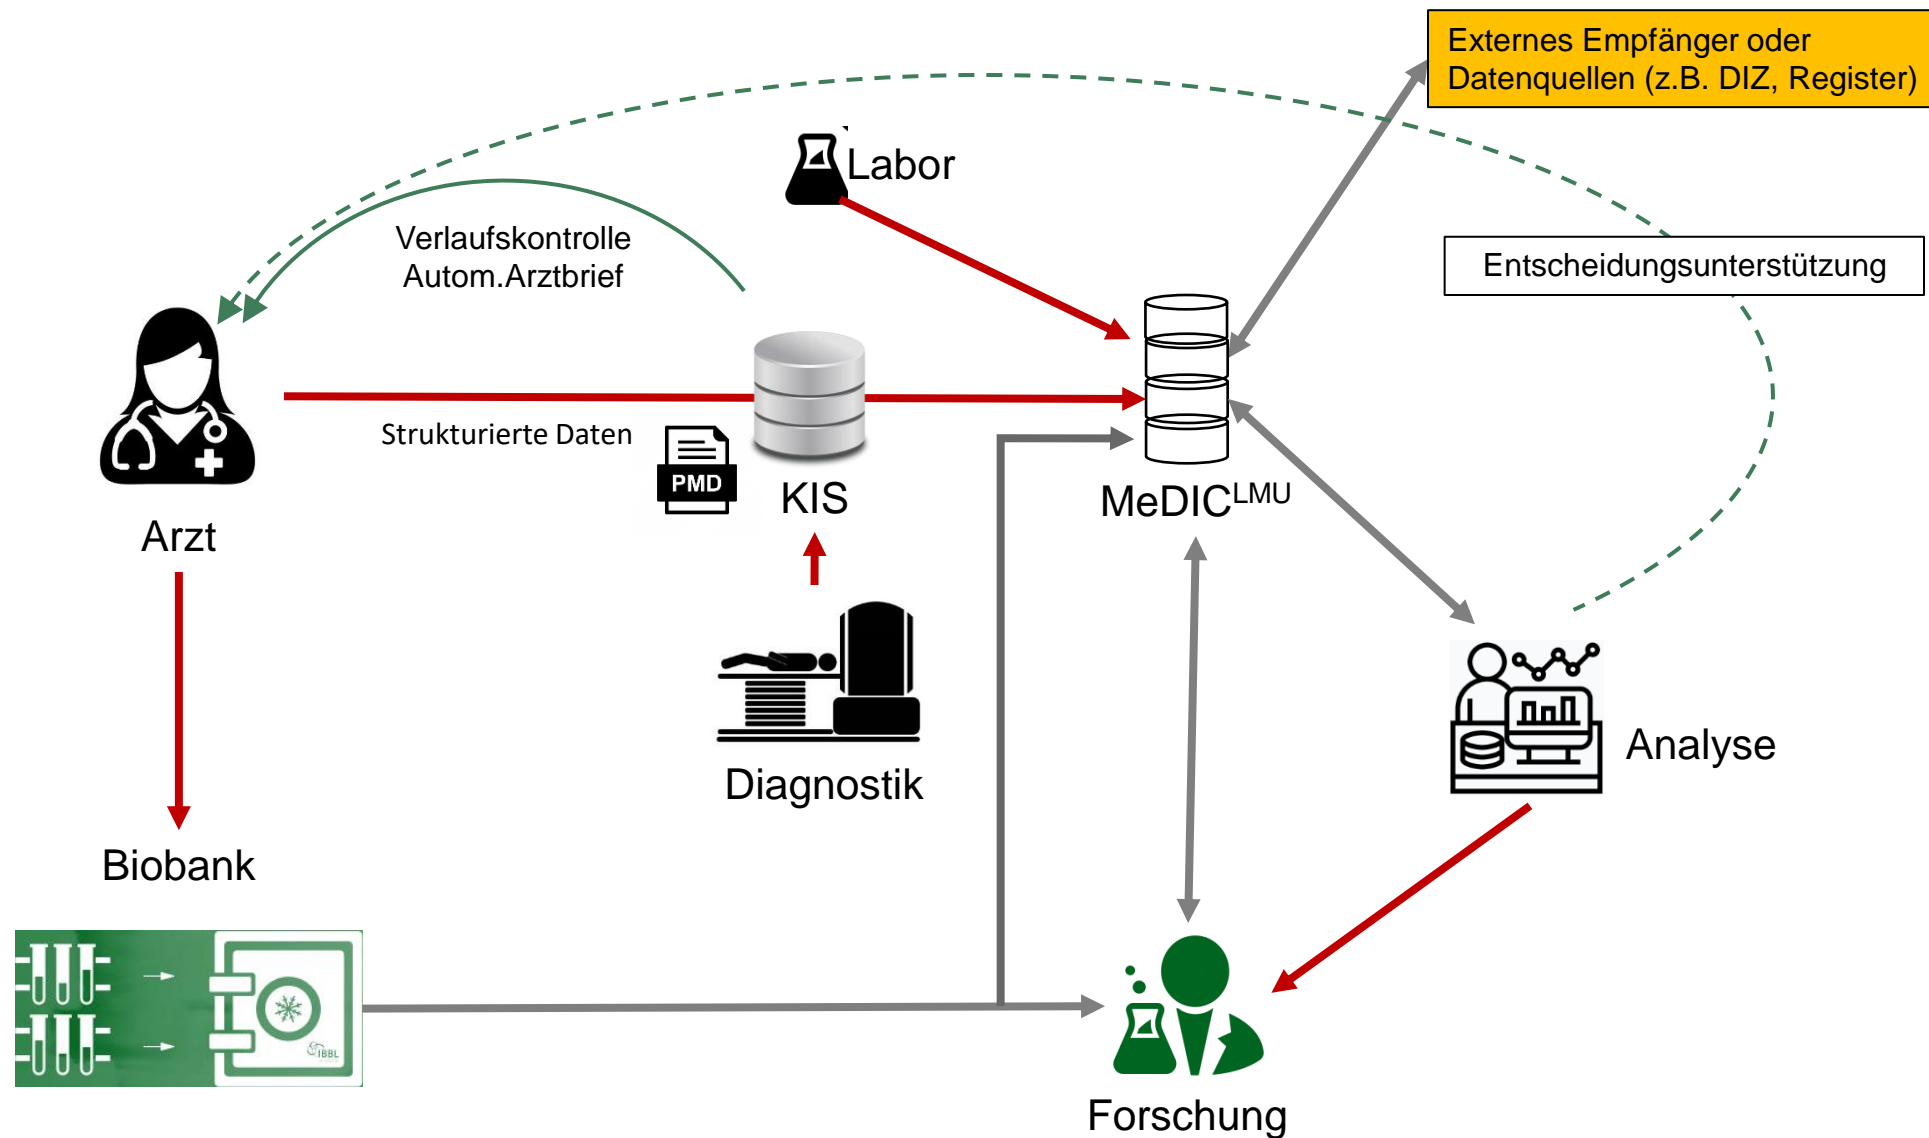 Externes Empfänger oder
Datenquellen (z.B. DIZ, Register)
Labor
Verlaufskontrolle
Autom.Arztbrief
Entscheidungsunterstützung
Strukturierte Daten
PMD
KIS
MeDICLMU
Arzt
Analyse
Diagnostik
Biobank
IBBL
Forschung